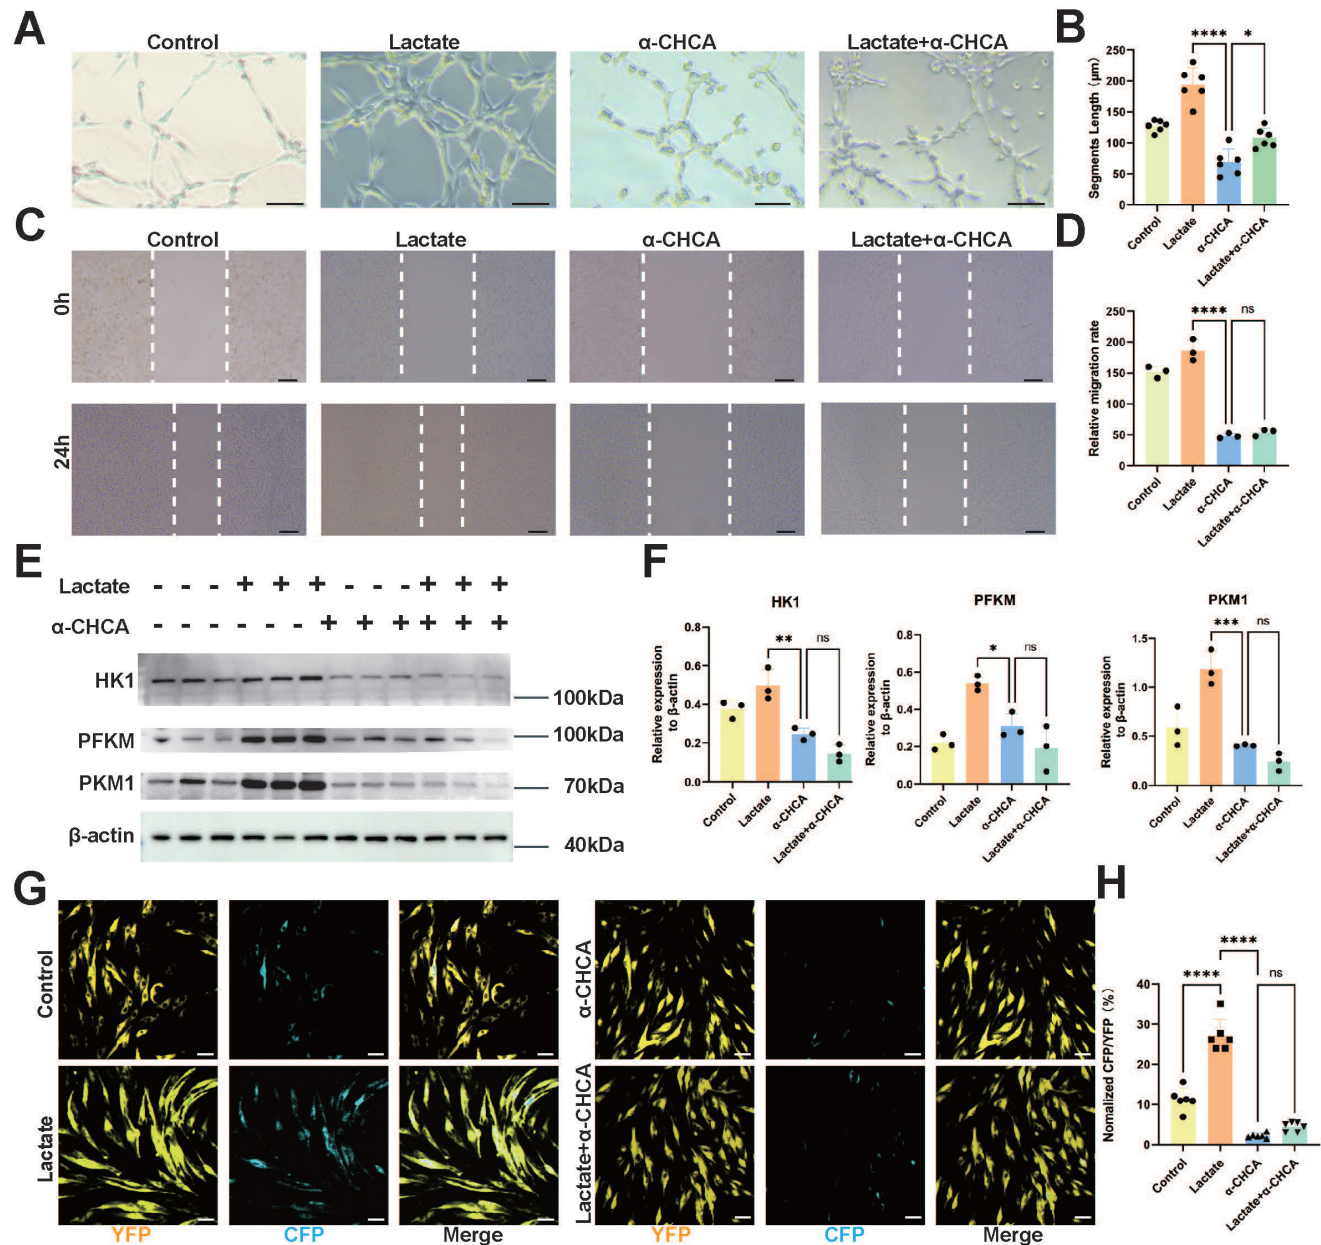 A
Control
Lactate
α-CHCA
Lactate+α-CHCA
B
Segments Length (μm)
250
200
150
100
50
0
****
*
Control
Lactate
α-CHCA
Lactate+α-CHCA
C
Control
Lactate
α-CHCA
Lactate+α-CHCA
0h
24h
D
Relative migration rate
250
200
150
100
50
0
****
ns
Control
Lactate
α-CHCA
Lactate+α-CHCA
E
Lactate - - - + + + - - - + + +
α-CHCA - - - - - - + + + + + +
HK1
100kDa
PFKM
100kDa
PKM1
70kDa
β-actin
40kDa
F
HK1
Relative expression
to β-actin
0.8
0.6
0.4
0.2
0.0
**
ns
Control
Lactate
α-CHCA
Lactate+α-CHCA
PFKM
Relative expression
to β-actin
0.8
0.6
0.4
0.2
0.0
*
ns
Control
Lactate
α-CHCA
Lactate+α-CHCA
PKM1
Relative expression
to β-actin
1.5
1.0
0.5
0.0
***
ns
Control
Lactate
α-CHCA
Lactate+α-CHCA
G
Control
Lactate
α-CHCA
Lactate+α-CHCA
YFP
CFP
Merge
YFP
CFP
Merge
H
Normalized CFP/YFP (%)
40
30
20
10
0
****
****
ns
Control
Lactate
α-CHCA
Lactate+α-CHCA